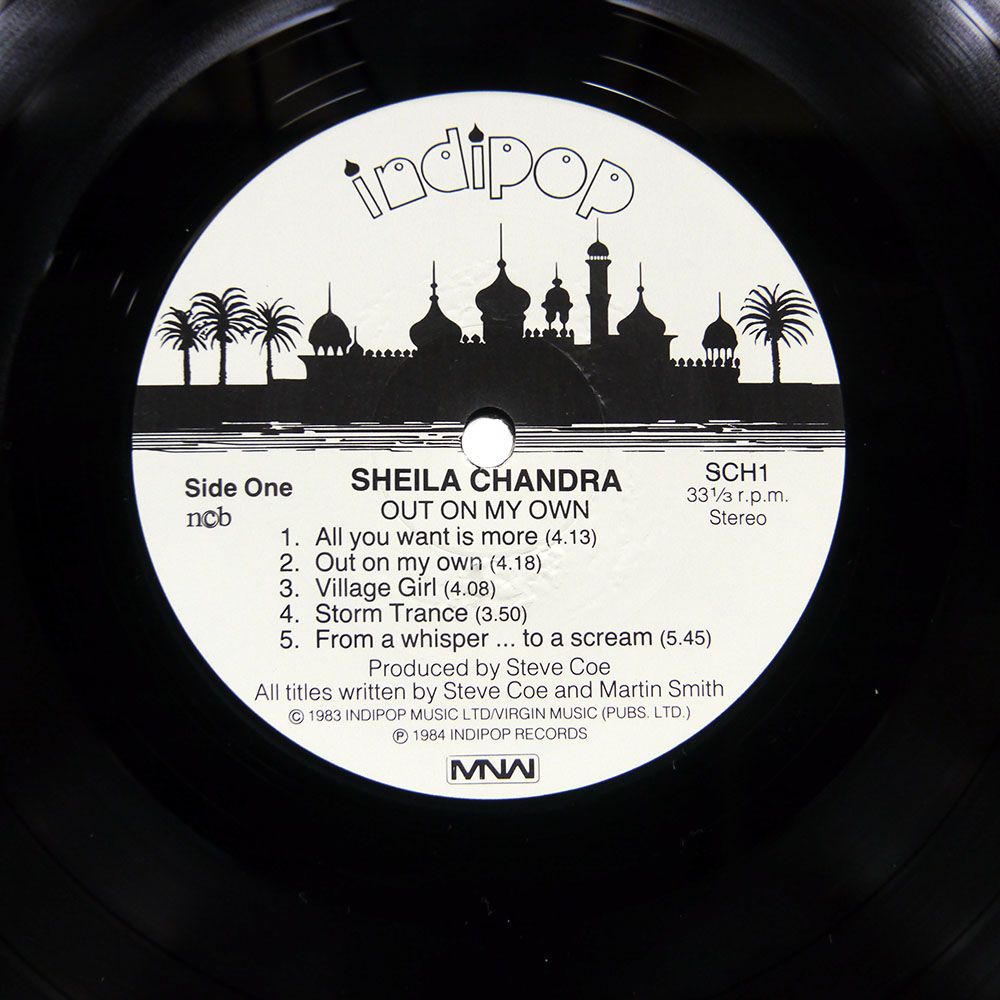 indipop
SHEILA CHANDRA
OUT ON MY OWN
Side One
ncb
SCH1
33⅓ r.p.m.
Stereo
1. All you want is more (4.13)
2. Out on my own (4.18)
3. Village Girl (4.08)
4. Storm Trance (3.50)
5. From a whisper ... to a scream (5.45)
Produced by Steve Coe
All titles written by Steve Coe and Martin Smith
© 1983 INDIPOP MUSIC LTD/VIRGIN MUSIC (PUBS. LTD.)
℗ 1984 INDIPOP RECORDS
MNW